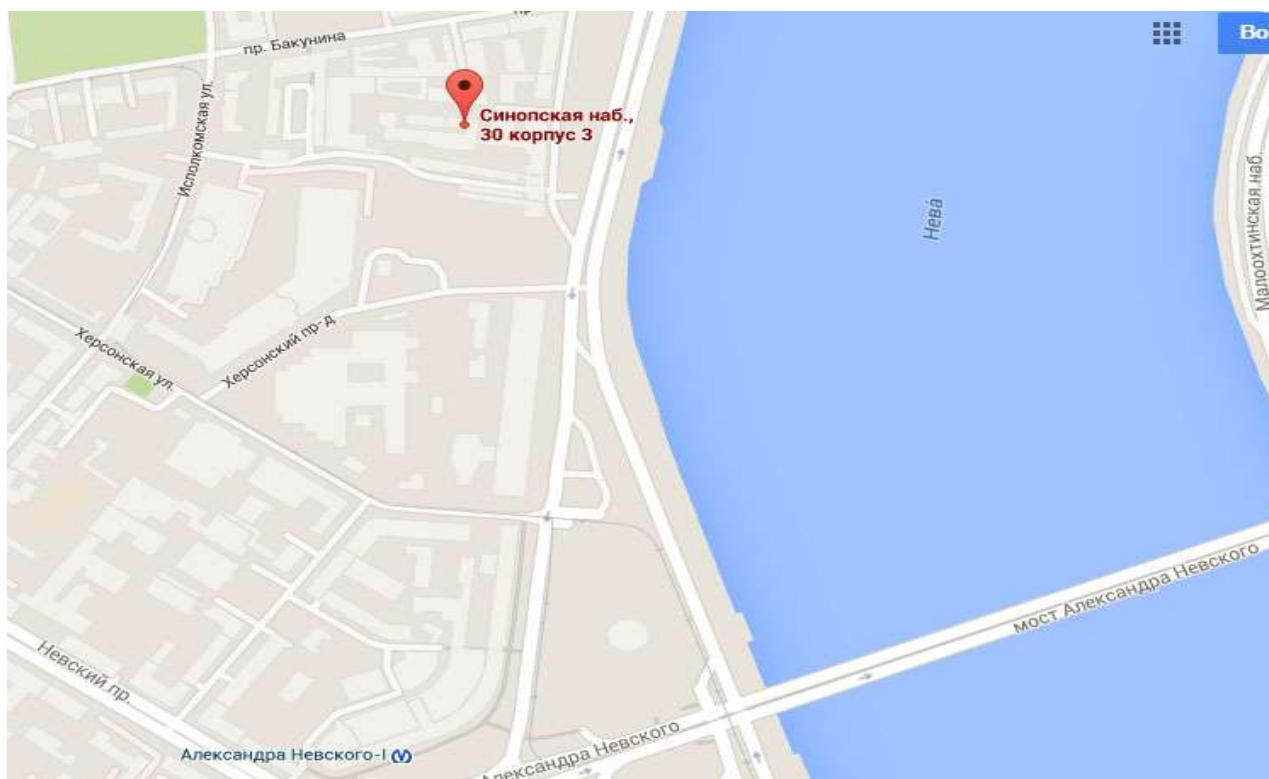 пр. Бакунина
Во
Исполкомская ул.
Синопская наб.,
30 корпус 3
Нева́
Малоохтинская наб.
Херсонская ул.
Херсонский пр-д
мост Александра Невского
Невский пр.
Александра Невского-I
Александра Невского